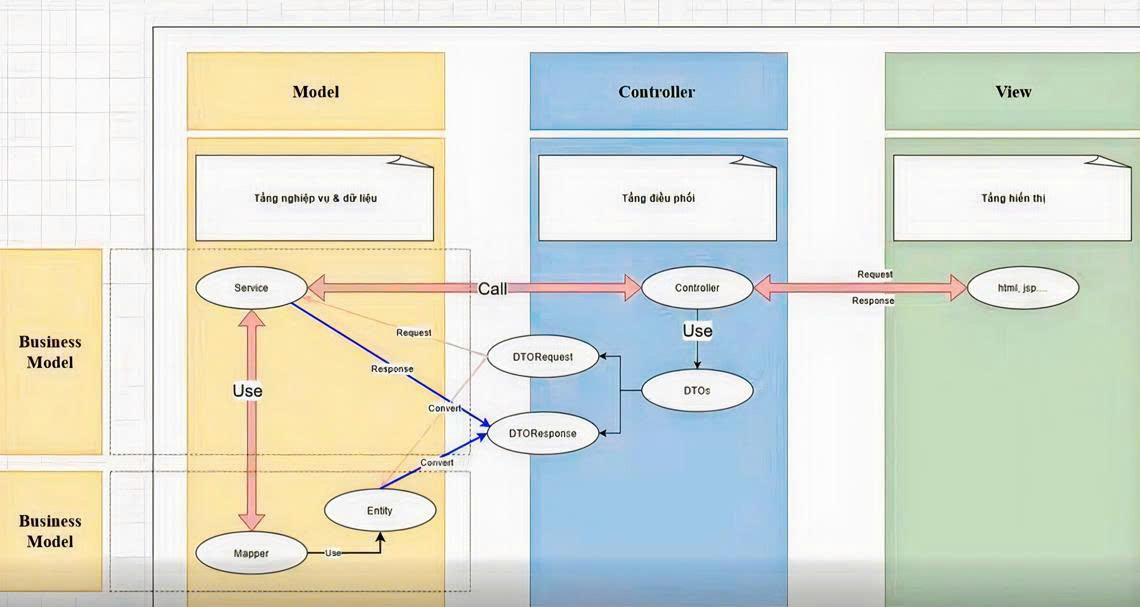 Model
Controller
View
Tầng nghiệp vụ & dữ liệu
Tầng điều phối
Tầng hiển thị
Business
Model
Service
Call
Controller
Request
Response
html, jsp....
Request
Use
DTORequest
Response
Use
DTOs
Convert
DTOResponse
Convert
Business
Model
Entity
Mapper
Use